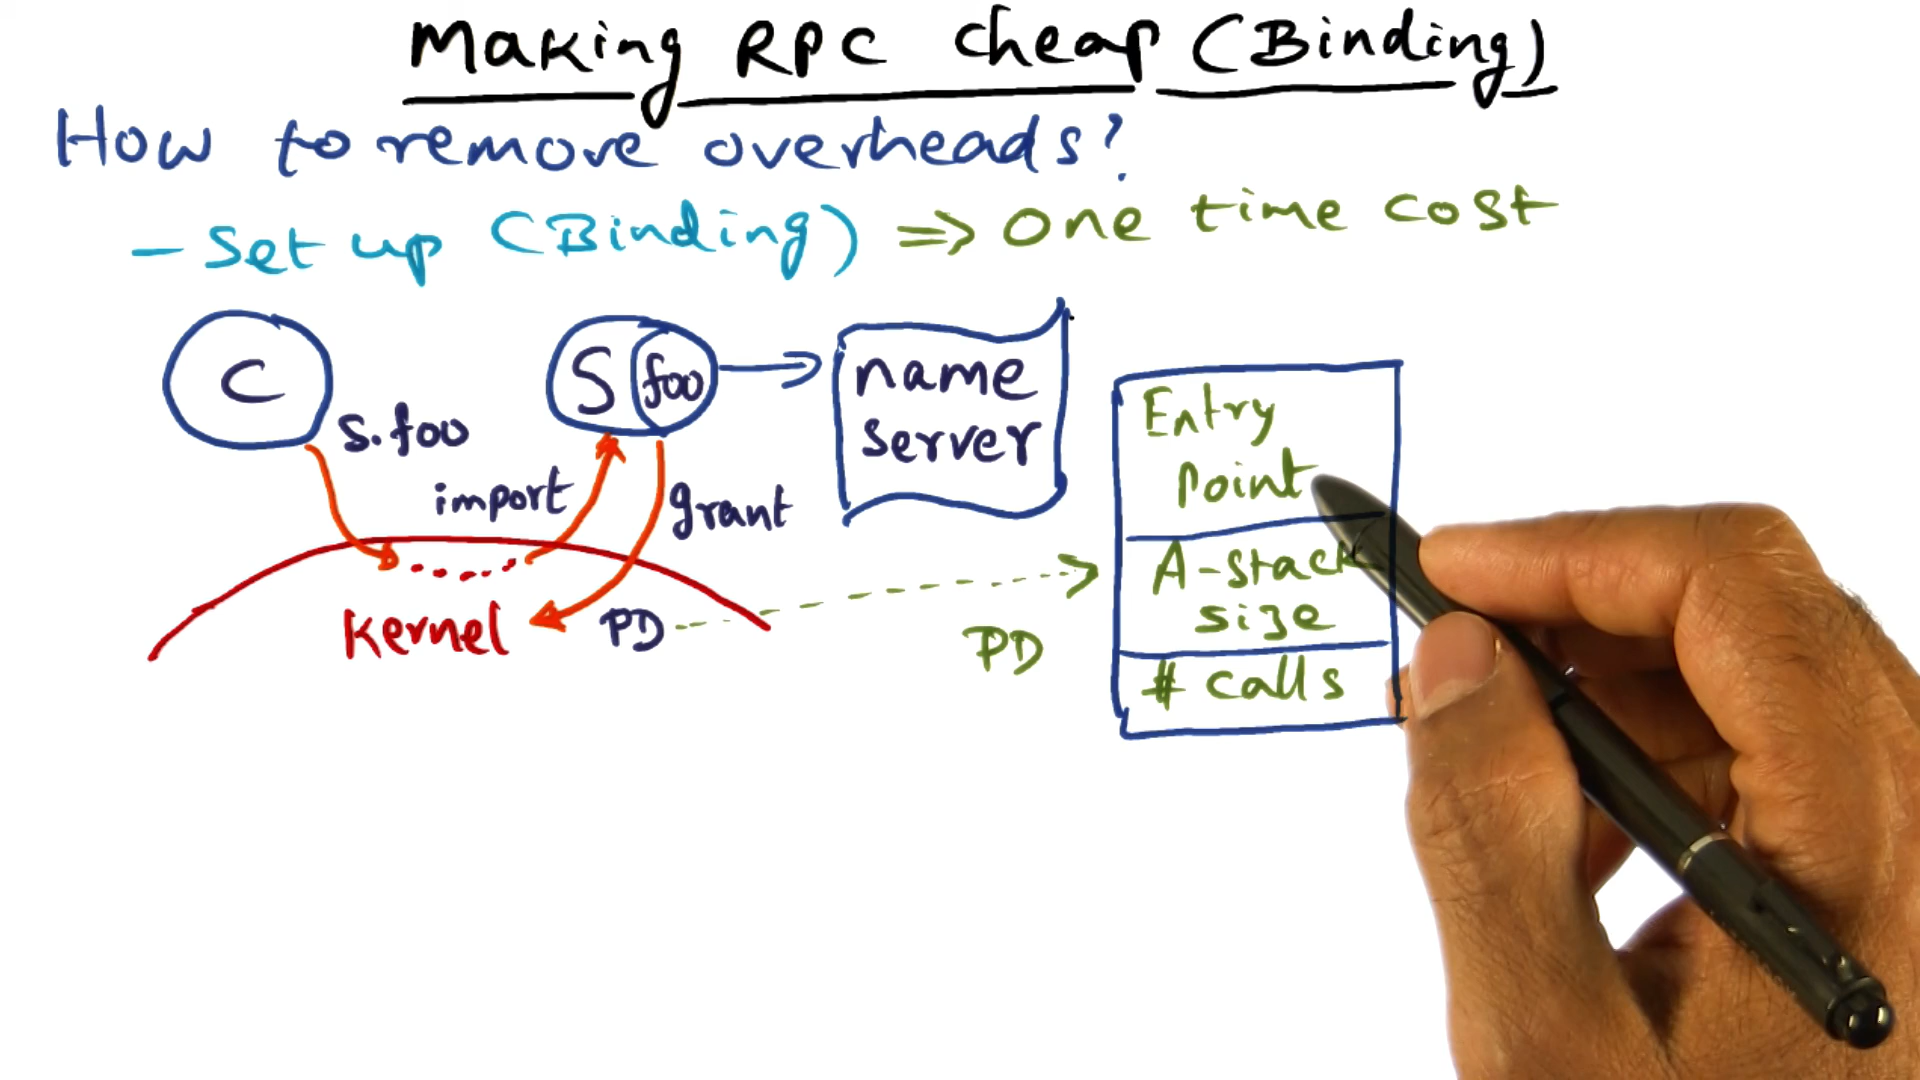 Making RPC cheap (Binding)
How to remove overheads?
- Set up (Binding) => One time cost
C
S foo
name
server
S.foo
import
grant
Kernel
PD
PD
Entry
Point
A-stack
size
# calls